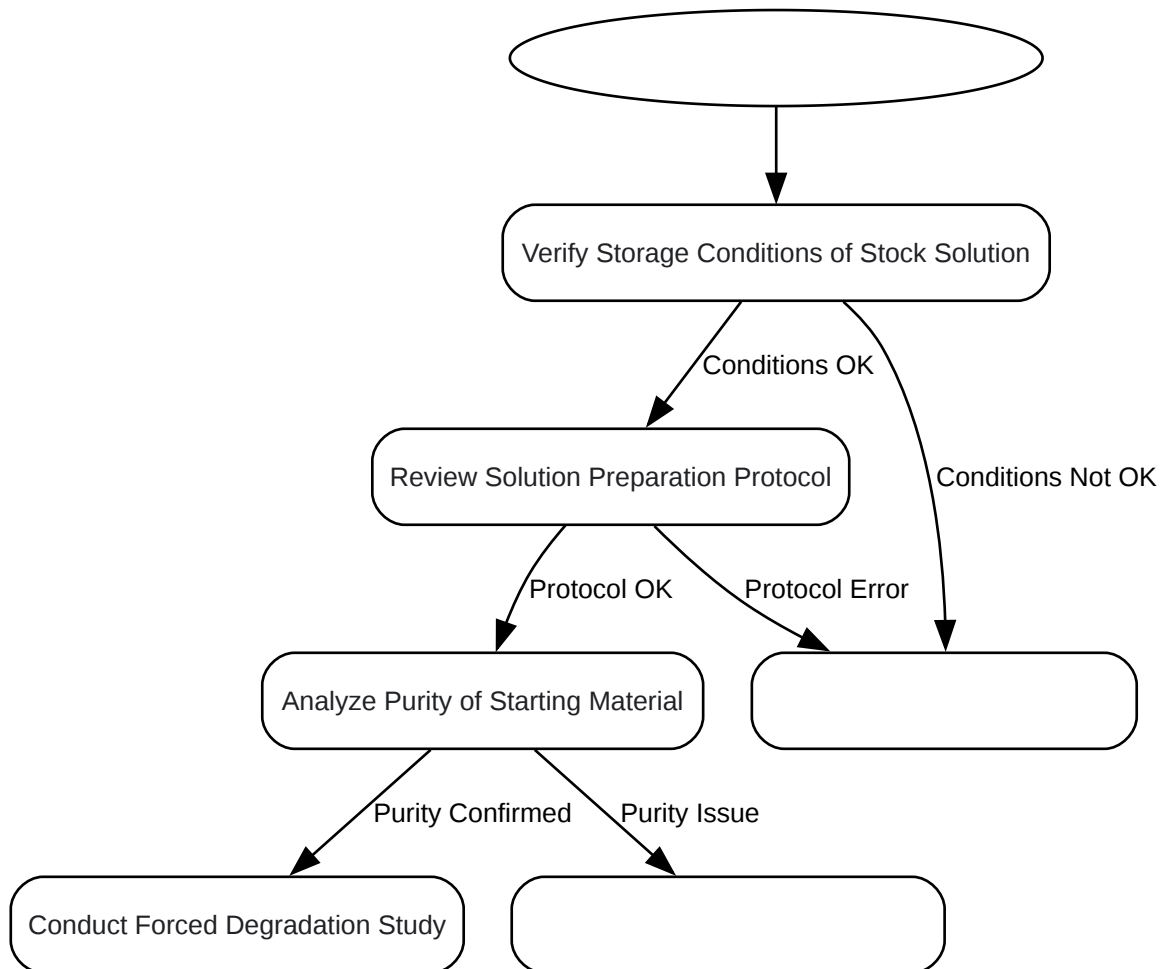 Verify Storage Conditions of Stock Solution
Conditions OK
Review Solution Preparation Protocol
Conditions Not OK
Protocol OK
Protocol Error
Analyze Purity of Starting Material
Purity Confirmed
Purity Issue
Conduct Forced Degradation Study